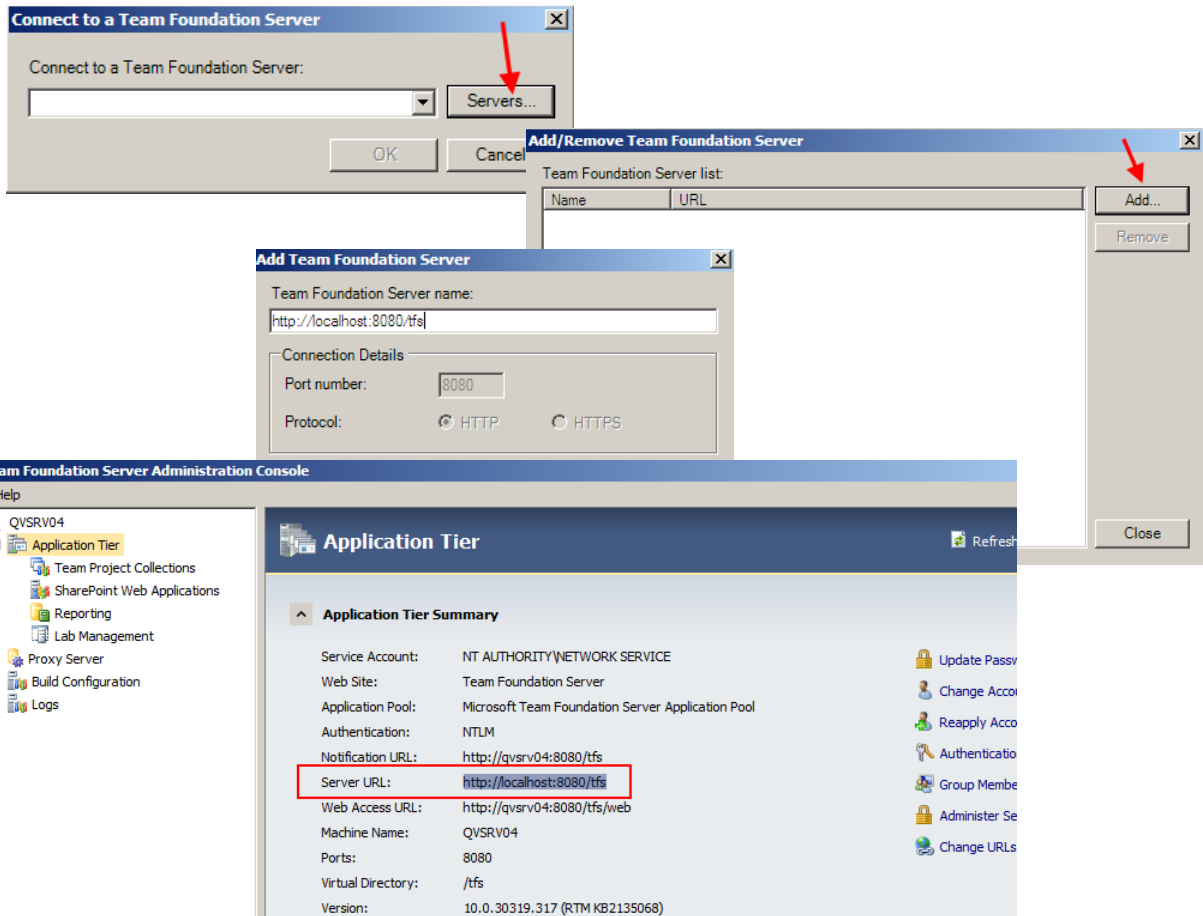 Connect to a Team Foundation Server
Connect to a Team Foundation Server:
Servers...
OK
Cancel
Add/Remove Team Foundation Server
Team Foundation Server list:
Name URL
Add...
Remove
Close
Add Team Foundation Server
Team Foundation Server name:
http://localhost:8080/tfs
Connection Details
Port number: 8080
Protocol: HTTP HTTPS
am Foundation Server Administration Console
Help
QVSRV04
Application Tier
Team Project Collections
SharePoint Web Applications
Reporting
Lab Management
Proxy Server
Build Configuration
Logs
Application Tier
Refresh
Application Tier Summary
Service Account: NT AUTHORITY\NETWORK SERVICE
Web Site: Team Foundation Server
Application Pool: Microsoft Team Foundation Server Application Pool
Authentication: NTLM
Notification URL: http://qvsrv04:8080/tfs
Server URL: http://localhost:8080/tfs
Web Access URL: http://qvsrv04:8080/tfs/web
Machine Name: QVSRV04
Ports: 8080
Virtual Directory: /tfs
Version: 10.0.30319.317 (RTM KB2135068)
Update Passw
Change Accou
Reapply Acco
Authenticatio
Group Membe
Administer Se
Change URLs